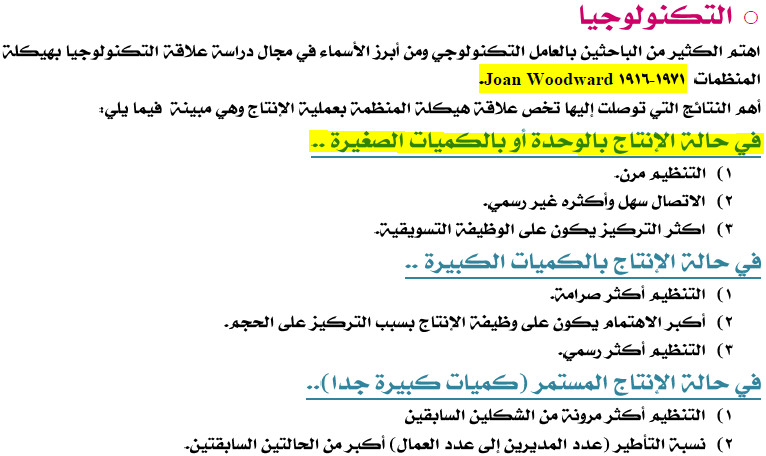 ○ التكنولوجيا
اهتم الكثير من الباحثين بالعامل التكنولوجي ومن أبرز الأسماء في مجال دراسة علاقة التكنولوجيا بهيكلة
المنظمات Joan Woodward ١٩١٦-١٩٧١.
أهم النتائج التي توصلت إليها تخص علاقة هيكلة المنظمة بعملية الإنتاج وهي مبينة فيما يلي:
في حالة الإنتاج بالوحدة أو بالكميات الصغيرة ..
١) التنظيم مرن.
٢) الاتصال سهل وأكثره غير رسمي.
٣) اكثر التركيز يكون على الوظيفة التسويقية.
في حالة الإنتاج بالكميات الكبيرة ..
١) التنظيم أكثر صرامة.
٢) أكبر الاهتمام يكون على وظيفة الإنتاج بسبب التركيز على الحجم.
٣) التنظيم أكثر رسمي.
في حالة الإنتاج المستمر (كميات كبيرة جدا)..
١) التنظيم أكثر مرونة من الشكلين السابقين
٢) نسبة التأطير (عدد المديرين إلى عدد العمال) أكبر من الحالتين السابقتين.